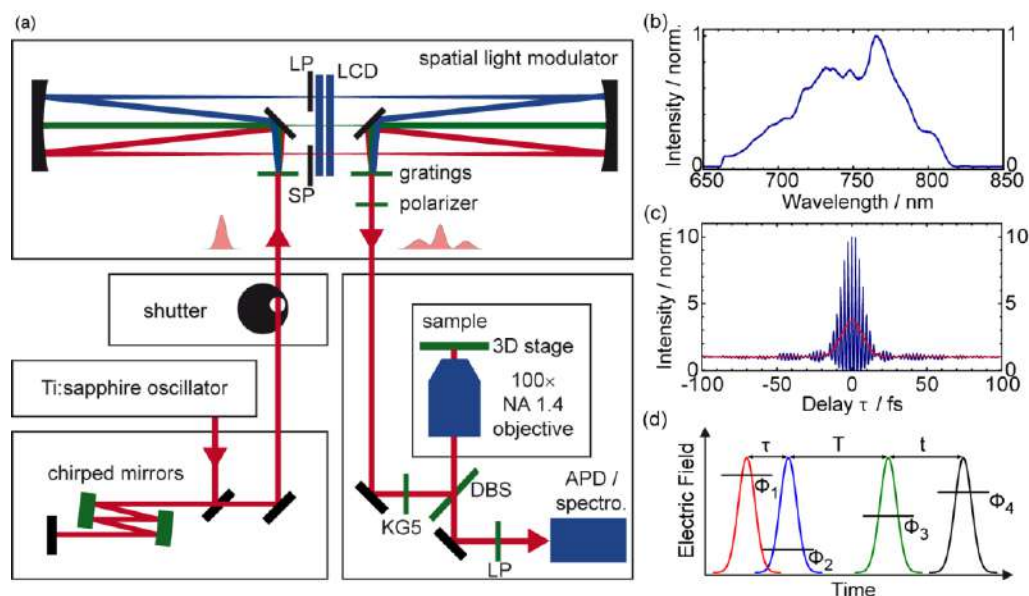 (a)
spatial light modulator
LP
LCD
SP
gratings
polarizer
shutter
Ti:sapphire oscillator
chirped mirrors
sample
3D stage
100×
NA 1.4
objective
DBS
KG5
LP
APD /
spectro.
(b)
Intensity / norm.
1
0
1
0
650 700 750 800 850
Wavelength / nm
(c)
Intensity / norm.
10
5
0
10
5
0
-100 -50 0 50 100
Delay τ / fs
(d)
Electric Field
τ T t
Φ1
Φ2
Φ3
Φ4
Time